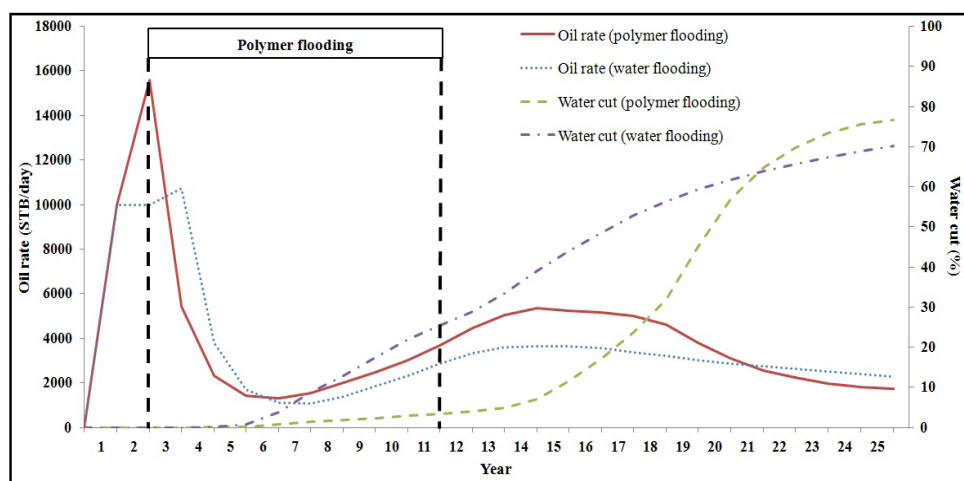 Polymer flooding
Oil rate (polymer flooding)
Oil rate (water flooding)
Water cut (polymer flooding)
Water cut (water flooding)
Oil rate (STB/day)
18000
16000
14000
12000
10000
8000
6000
4000
2000
0
Water cut (%)
100
90
80
70
60
50
40
30
20
10
0
1 2 3 4 5 6 7 8 9 10 11 12 13 14 15 16 17 18 19 20 21 22 23 24 25
Year